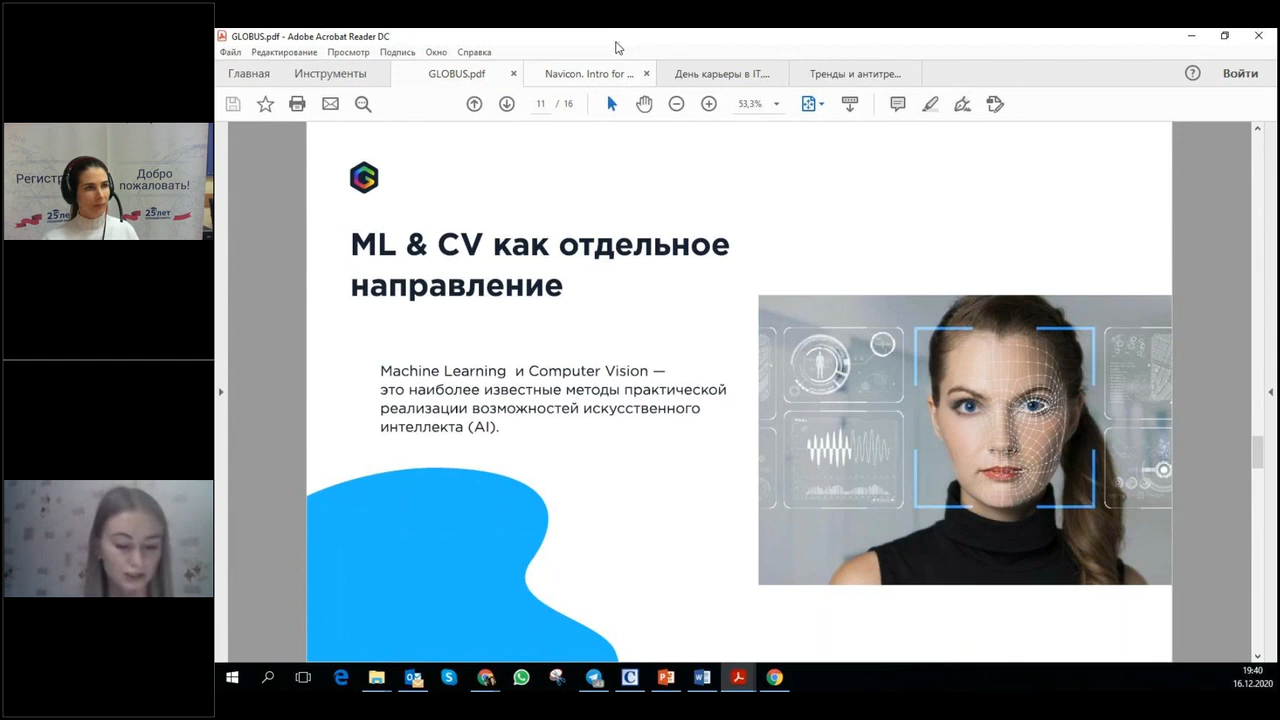 GLOBUS.pdf - Adobe Acrobat Reader DC
Файл Редактирование Просмотр Подпись Окно Справка
Главная Инструменты GLOBUS.pdf × Navicon. Intro for ... × День карьеры в IT,... Тренды и антитре... ? Войти
11 / 16 53,3%
G
ML & CV как отдельное
направление
Machine Learning и Computer Vision —
это наиболее известные методы практической
реализации возможностей искусственного
интеллекта (AI).
Добро
пожаловать!
25 лет
25 лет
19:40
16.12.2020